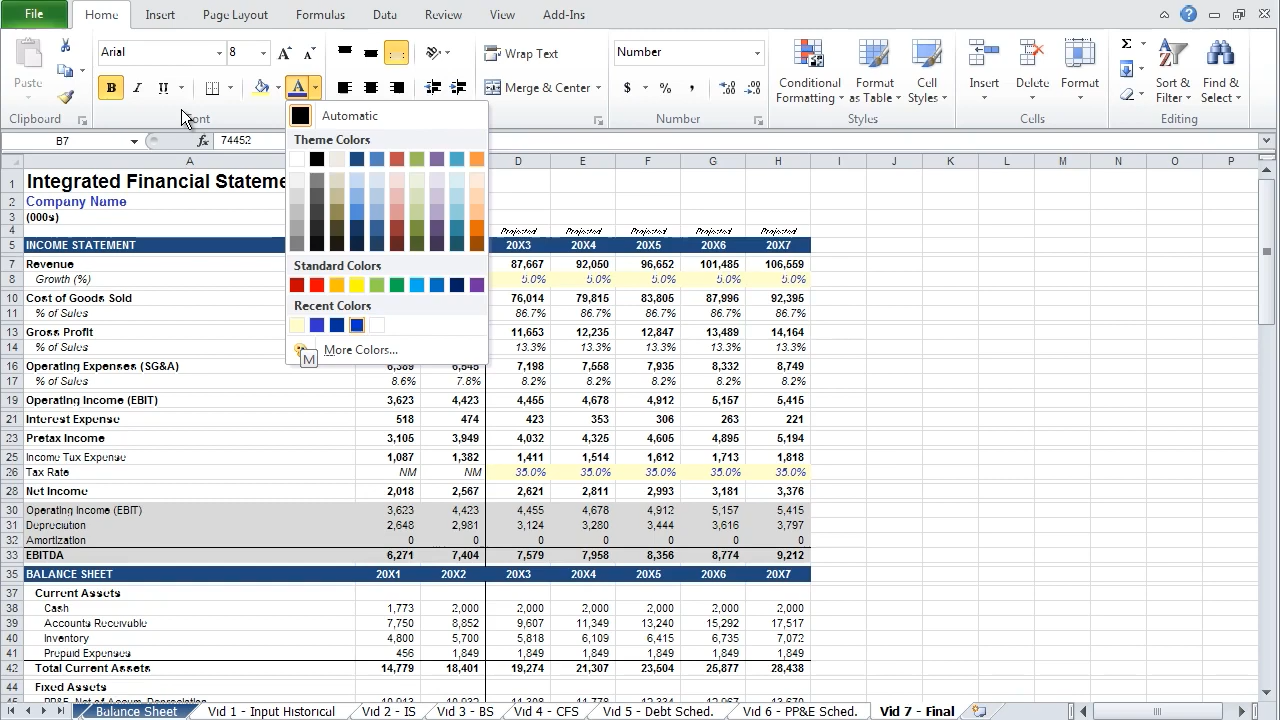 File Home Insert Page Layout Formulas Data Review View Add-Ins
Paste Arial 8 Wrap Text Number Conditional Formatting Format as Table Cell Styles Insert Delete Format Sort & Filter Find & Select
B I U A Merge & Center $ % ,
Clipboard Font Number Styles Cells Editing
B7 fx 74452
Automatic
Theme Colors
Standard Colors
Recent Colors
More Colors...
M
A D E F G H I J K L M N O P
1 Integrated Financial Stateme
2 Company Name
3 (000s)
4 Projected Projected Projected Projected Projected
5 INCOME STATEMENT 20X3 20X4 20X5 20X6 20X7
7 Revenue 87,667 92,050 96,652 101,485 106,559
8 Growth (%) 5.0% 5.0% 5.0% 5.0% 5.0%
10 Cost of Goods Sold 76,014 79,815 83,805 87,996 92,395
11 % of Sales 86.7% 86.7% 86.7% 86.7% 86.7%
13 Gross Profit 11,653 12,235 12,847 13,489 14,164
14 % of Sales 13.3% 13.3% 13.3% 13.3% 13.3%
16 Operating Expenses (SG&A) 7,198 7,558 7,935 8,332 8,749
17 % of Sales 8.6% 7.8% 8.2% 8.2% 8.2% 8.2% 8.2%
19 Operating Income (EBIT) 3,623 4,423 4,455 4,678 4,912 5,157 5,415
21 Interest Expense 518 474 423 353 306 263 221
23 Pretax Income 3,105 3,949 4,032 4,325 4,605 4,895 5,194
25 Income Tax Expense 1,087 1,382 1,411 1,514 1,612 1,713 1,818
26 Tax Rate NM NM 35.0% 35.0% 35.0% 35.0% 35.0%
28 Net Income 2,018 2,567 2,621 2,811 2,993 3,181 3,376
30 Operating Income (EBIT) 3,623 4,423 4,455 4,678 4,912 5,157 5,415
31 Depreciation 2,648 2,981 3,124 3,280 3,444 3,616 3,797
32 Amortization 0 0 0 0 0 0 0
33 EBITDA 6,271 7,404 7,579 7,958 8,356 8,774 9,212
35 BALANCE SHEET 20X1 20X2 20X3 20X4 20X5 20X6 20X7
37 Current Assets
38 Cash 1,773 2,000 2,000 2,000 2,000 2,000 2,000
39 Accounts Receivable 7,750 8,852 9,607 11,349 13,240 15,292 17,517
40 Inventory 4,800 5,700 5,818 6,109 6,415 6,735 7,072
41 Prepaid Expenses 456 1,849 1,849 1,849 1,849 1,849 1,849
42 Total Current Assets 14,779 18,401 19,274 21,307 23,504 25,877 28,438
44 Fixed Assets
Balance Sheet Vid 1 - Input Historical Vid 2 - IS Vid 3 - BS Vid 4 - CFS Vid 5 - Debt Sched. Vid 6 - PP&E Sched. Vid 7 - Final